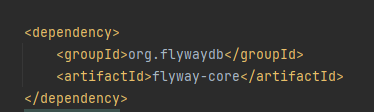 <dependency>
    <groupId>org.flywaydb</groupId>
    <artifactId>flyway-core</artifactId>
</dependency>